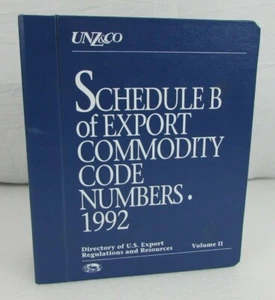 UNZ&CO
SCHEDULE B
of EXPORT
COMMODITY
CODE
NUMBERS •
1992
Directory of U.S. Export
Regulations and Resources Volume II